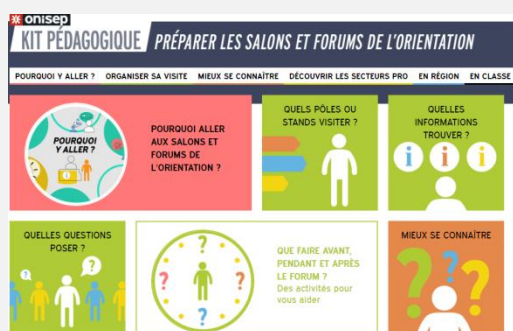 onisep
KIT PÉDAGOGIQUE / PRÉPARER LES SALONS ET FORUMS DE L'ORIENTATION
POURQUOI Y ALLER ? ORGANISER SA VISITE MIEUX SE CONNAÎTRE DÉCOUVRIR LES SECTEURS PRO EN RÉGION EN CLASSE
POURQUOI
Y ALLER ?
POURQUOI ALLER
AUX SALONS ET
FORUMS DE
L'ORIENTATION ?
QUELS PÔLES OU
STANDS VISITER ?
QUELLES
INFORMATIONS
TROUVER ?
i i i
QUELLES QUESTIONS
POSER ?
? ?
? ? ? ?
QUE FAIRE AVANT,
PENDANT ET APRÈS
LE FORUM ?
Des activités pour
vous aider
MIEUX SE CONNAÎTRE
? ? ?